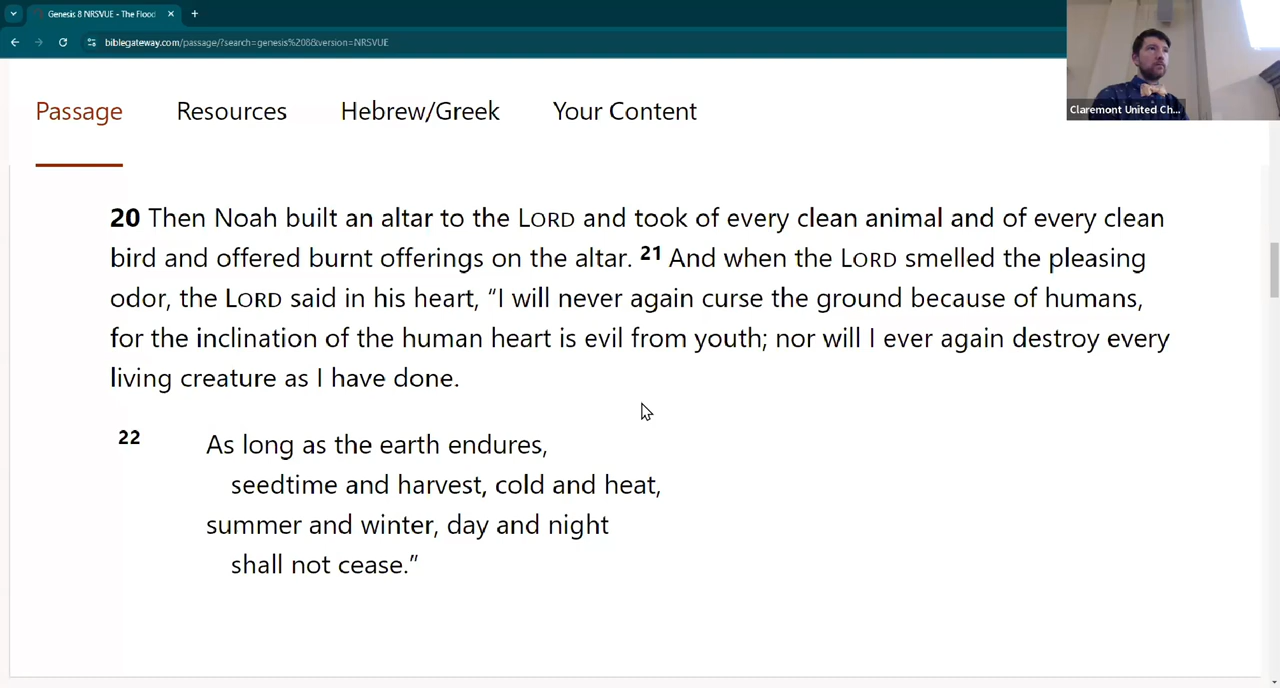 Genesis 8 NRSVUE - The Flood
biblegateway.com/passage/?search=genesis%208&version=NRSVUE
Claremont United Ch...
Passage Resources Hebrew/Greek Your Content
20 Then Noah built an altar to the LORD and took of every clean animal and of every clean
bird and offered burnt offerings on the altar. 21 And when the LORD smelled the pleasing
odor, the LORD said in his heart, “I will never again curse the ground because of humans,
for the inclination of the human heart is evil from youth; nor will I ever again destroy every
living creature as I have done.
22 As long as the earth endures,
seedtime and harvest, cold and heat,
summer and winter, day and night
shall not cease.”